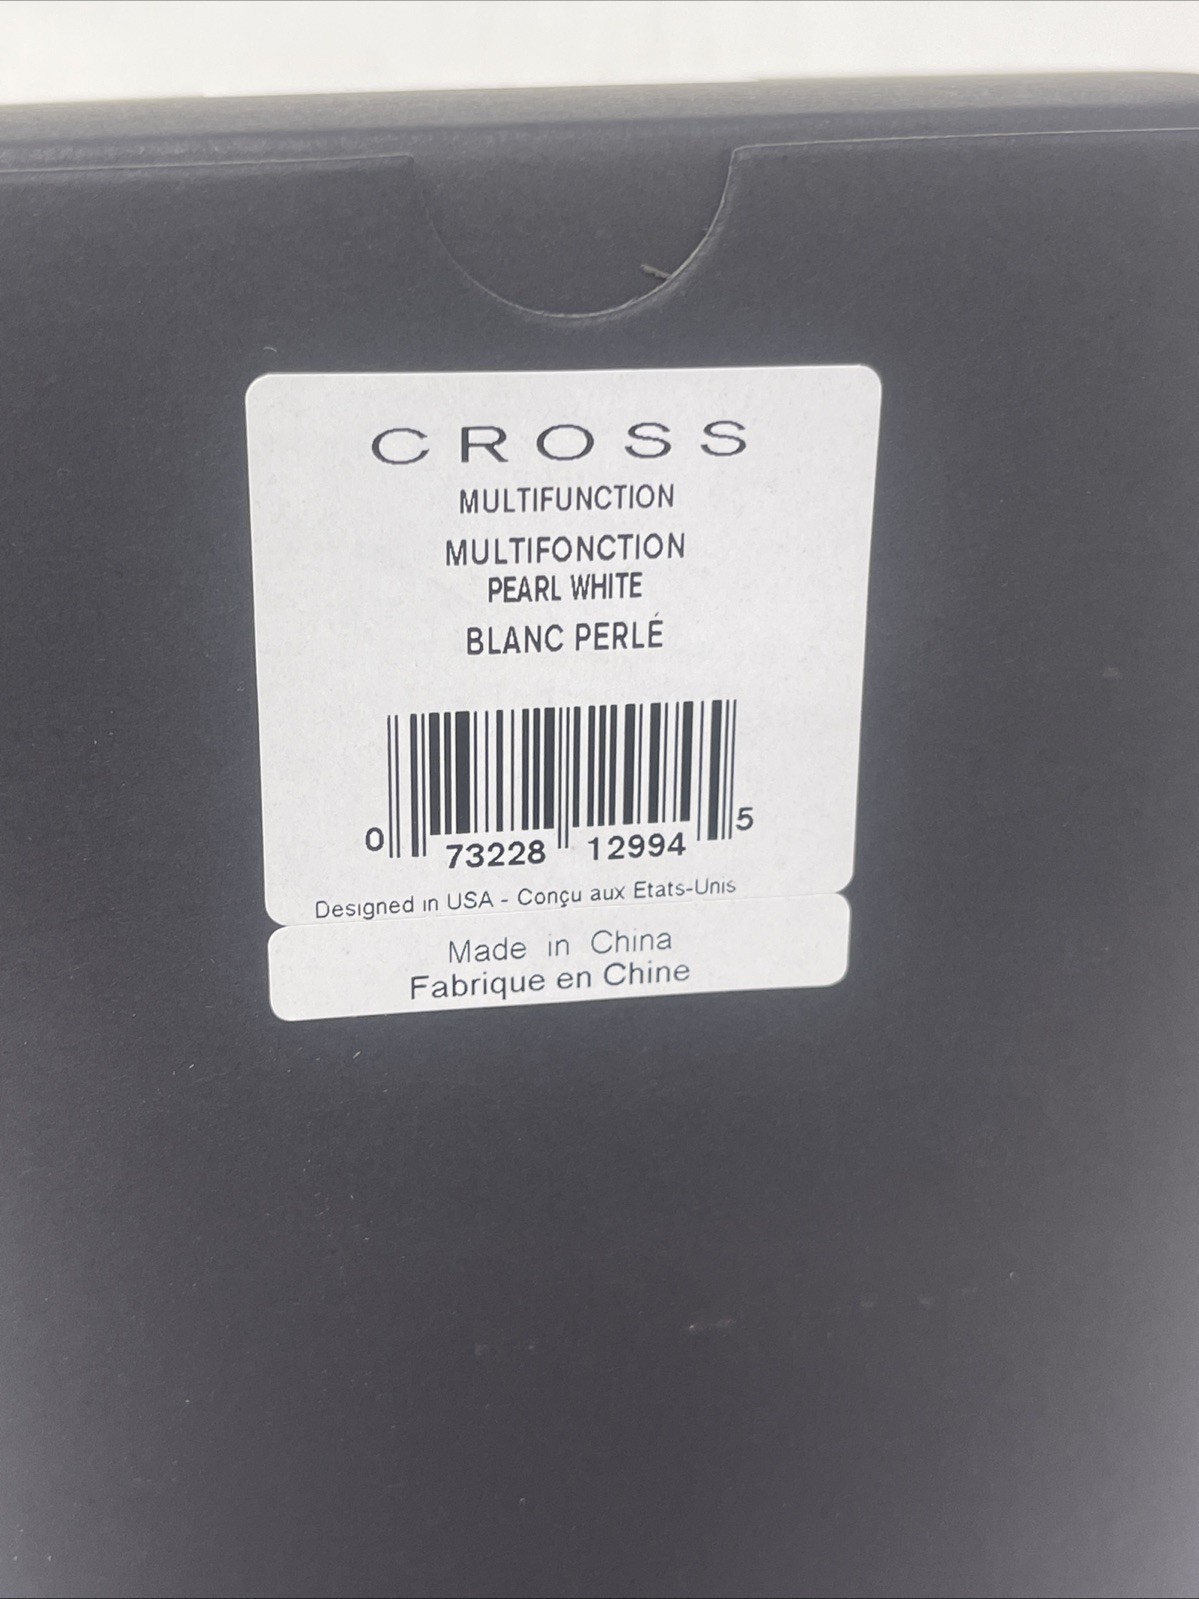 CROSS
MULTIFUNCTION
MULTIFONCTION
PEARL WHITE
BLANC PERLÉ
0 73228 12994 5
Designed in USA - Conçu aux Etats-Unis
Made in China
Fabrique en Chine